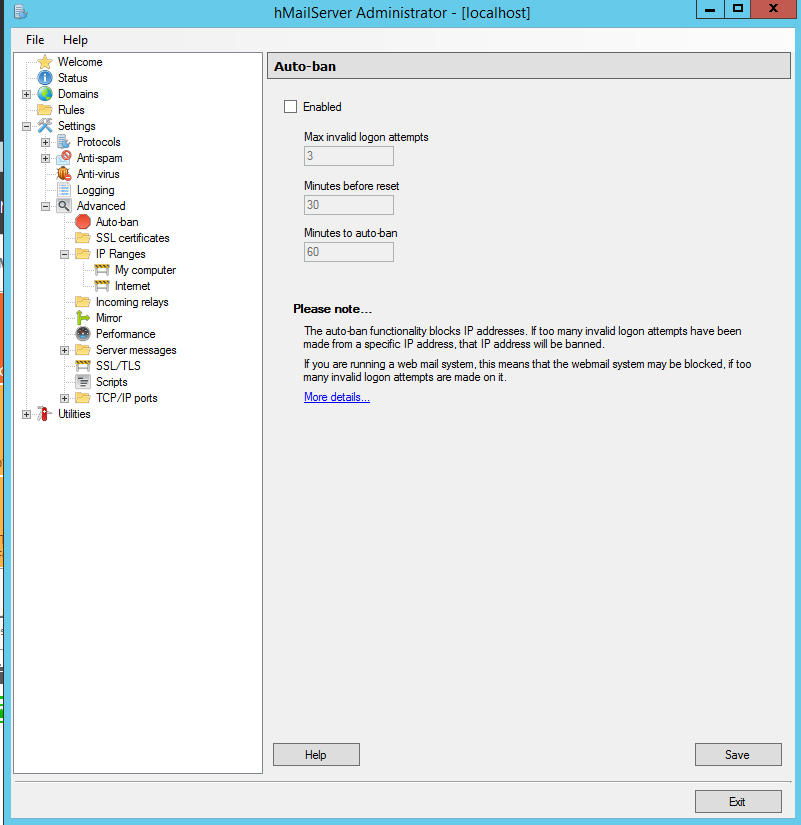 hMailServer Administrator - [localhost]
File Help
Welcome
Status
Domains
Rules
Settings
Protocols
Anti-spam
Anti-virus
Logging
Advanced
Auto-ban
SSL certificates
IP Ranges
My computer
Internet
Incoming relays
Mirror
Performance
Server messages
SSL/TLS
Scripts
TCP/IP ports
Utilities
Auto-ban
Enabled
Max invalid logon attempts
3
Minutes before reset
30
Minutes to auto-ban
60
Please note...
The auto-ban functionality blocks IP addresses. If too many invalid logon attempts have been
made from a specific IP address, that IP address will be banned.
If you are running a web mail system, this means that the webmail system may be blocked, if too
many invalid logon attempts are made on it.
More details...
Help
Save
Exit